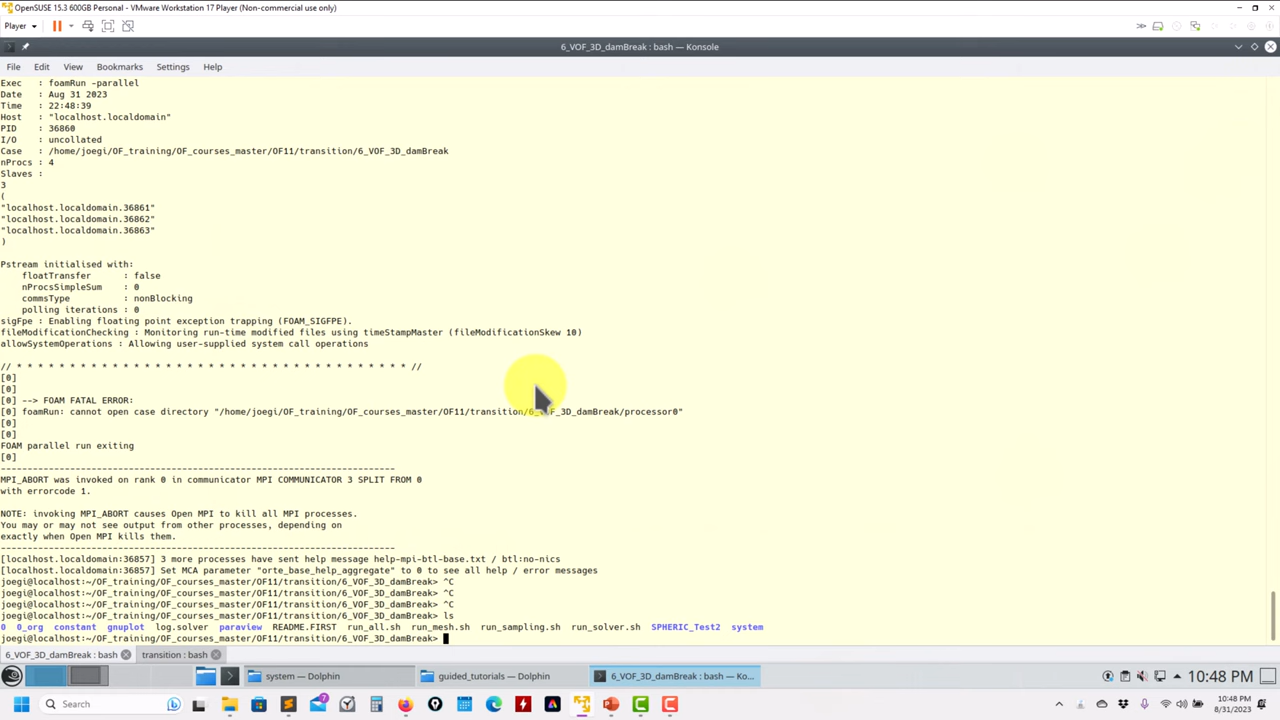 OpenSUSE 15.3 600GB Personal - VMware Workstation 17 Player (Non-commercial use only)
Player
6_VOF_3D_damBreak : bash — Konsole
File Edit View Bookmarks Settings Help
Exec : foamRun -parallel
Date : Aug 31 2023
Time : 22:48:39
Host : "localhost.localdomain"
PID : 36860
I/O : uncollated
Case : /home/joegi/OF_training/OF_courses_master/OF11/transition/6_VOF_3D_damBreak
nProcs : 4
Slaves :
3
(
"localhost.localdomain.36861"
"localhost.localdomain.36862"
"localhost.localdomain.36863"
)
Pstream initialised with:
floatTransfer : false
nProcsSimpleSum : 0
commsType : nonBlocking
polling iterations : 0
sigFpe : Enabling floating point exception trapping (FOAM_SIGFPE).
fileModificationChecking : Monitoring run-time modified files using timeStampMaster (fileModificationSkew 10)
allowSystemOperations : Allowing user-supplied system call operations
// * * * * * * * * * * * * * * * * * * * * * * * * * * * * * * * * * * * * * //
[0]
[0]
[0] --> FOAM FATAL ERROR:
[0] foamRun: cannot open case directory "/home/joegi/OF_training/OF_courses_master/OF11/transition/6_VOF_3D_damBreak/processor0"
[0]
[0]
FOAM parallel run exiting
[0]
--------------------------------------------------------------------------
MPI_ABORT was invoked on rank 0 in communicator MPI COMMUNICATOR 3 SPLIT FROM 0
with errorcode 1.
NOTE: invoking MPI_ABORT causes Open MPI to kill all MPI processes.
You may or may not see output from other processes, depending on
exactly when Open MPI kills them.
--------------------------------------------------------------------------
[localhost.localdomain:36857] 3 more processes have sent help message help-mpi-btl-base.txt / btl:no-nics
[localhost.localdomain:36857] Set MCA parameter "orte_base_help_aggregate" to 0 to see all help / error messages
joegi@localhost:~/OF_training/OF_courses_master/OF11/transition/6_VOF_3D_damBreak> ^C
joegi@localhost:~/OF_training/OF_courses_master/OF11/transition/6_VOF_3D_damBreak> ^C
joegi@localhost:~/OF_training/OF_courses_master/OF11/transition/6_VOF_3D_damBreak> ^C
joegi@localhost:~/OF_training/OF_courses_master/OF11/transition/6_VOF_3D_damBreak> ls
0 0_org constant gnuplot log.solver paraview README.FIRST run_all.sh run_mesh.sh run_sampling.sh run_solver.sh SPHERIC_Test2 system
joegi@localhost:~/OF_training/OF_courses_master/OF11/transition/6_VOF_3D_damBreak>
6_VOF_3D_damBreak : bash transition : bash
system — Dolphin guided_tutorials — Dolphin 6_VOF_3D_damBreak : bash — Ko... 10:48 PM
Search 7 10:48 PM
8/31/2023